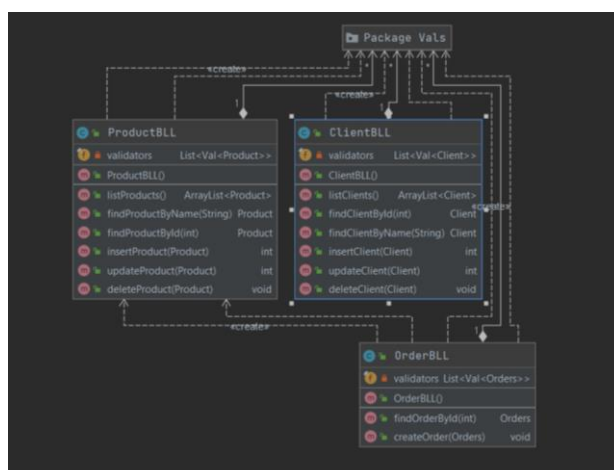 Package Vals
«create»
«create»
1
1
ProductBLL
validators List<Val<Product>>
ProductBLL()
listProducts() ArrayList<Product>
findProductByName(String) Product
findProductById(int) Product
insertProduct(Product) int
updateProduct(Product) int
deleteProduct(Product) void
ClientBLL
validators List<Val<Client>>
ClientBLL()
listClients() ArrayList<Client>
findClientById(int) Client
findClientByName(String) Client
insertClient(Client) int
updateClient(Client) int
deleteClient(Client) void
«create»
«create»
1
OrderBLL
validators List<Val<Orders>>
OrderBLL()
findOrderById(int) Orders
createOrder(Orders) void